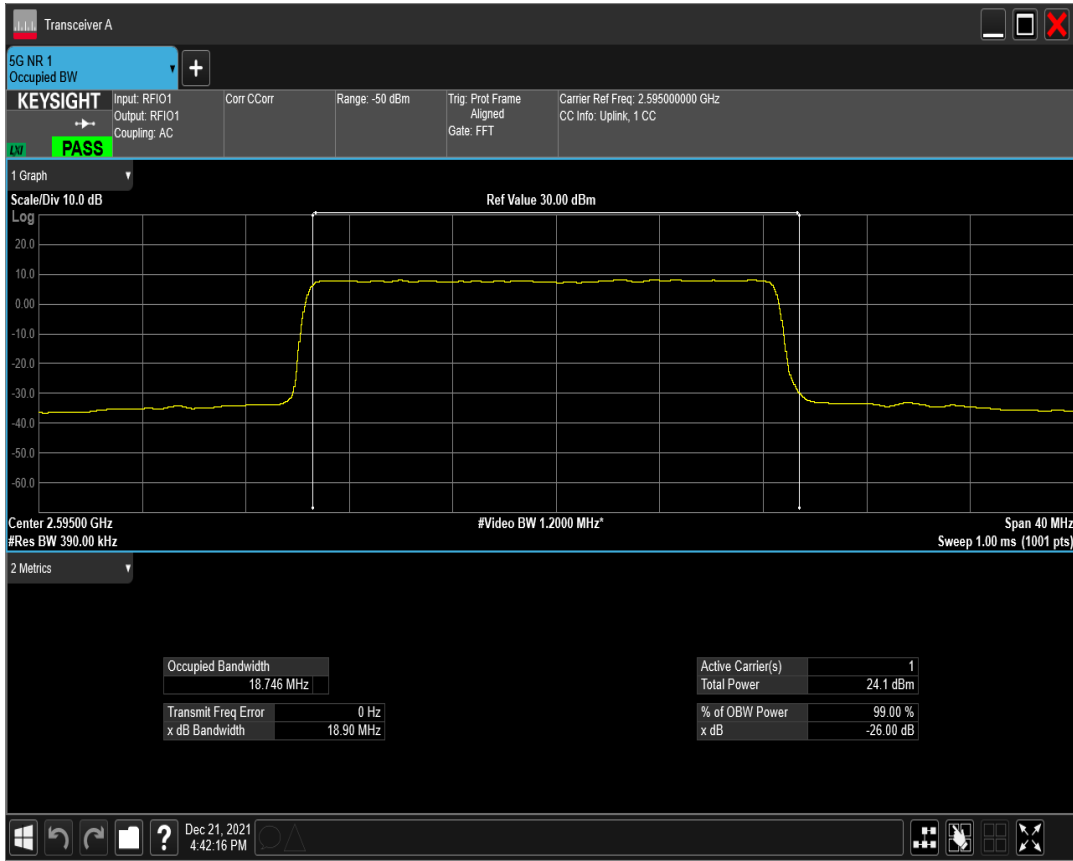 Transceiver A
5G NR 1
Occupied BW
KEYSIGHT
LXI
PASS
Input: RFIO1
Output: RFIO1
Coupling: AC
Corr CCorr
Range: -50 dBm
Trig: Prot Frame
Aligned
Gate: FFT
Carrier Ref Freq: 2.595000000 GHz
CC Info: Uplink, 1 CC
1 Graph
Scale/Div 10.0 dB
Ref Value 30.00 dBm
Log
20.0
10.0
0.00
-10.0
-20.0
-30.0
-40.0
-50.0
-60.0
Center 2.59500 GHz
#Video BW 1.2000 MHz*
Span 40 MHz
#Res BW 390.00 kHz
Sweep 1.00 ms (1001 pts)
2 Metrics
Occupied Bandwidth
18.746 MHz
Transmit Freq Error 0 Hz
x dB Bandwidth 18.90 MHz
Active Carrier(s) 1
Total Power 24.1 dBm
% of OBW Power 99.00 %
x dB -26.00 dB
?
Dec 21, 2021
4:42:16 PM